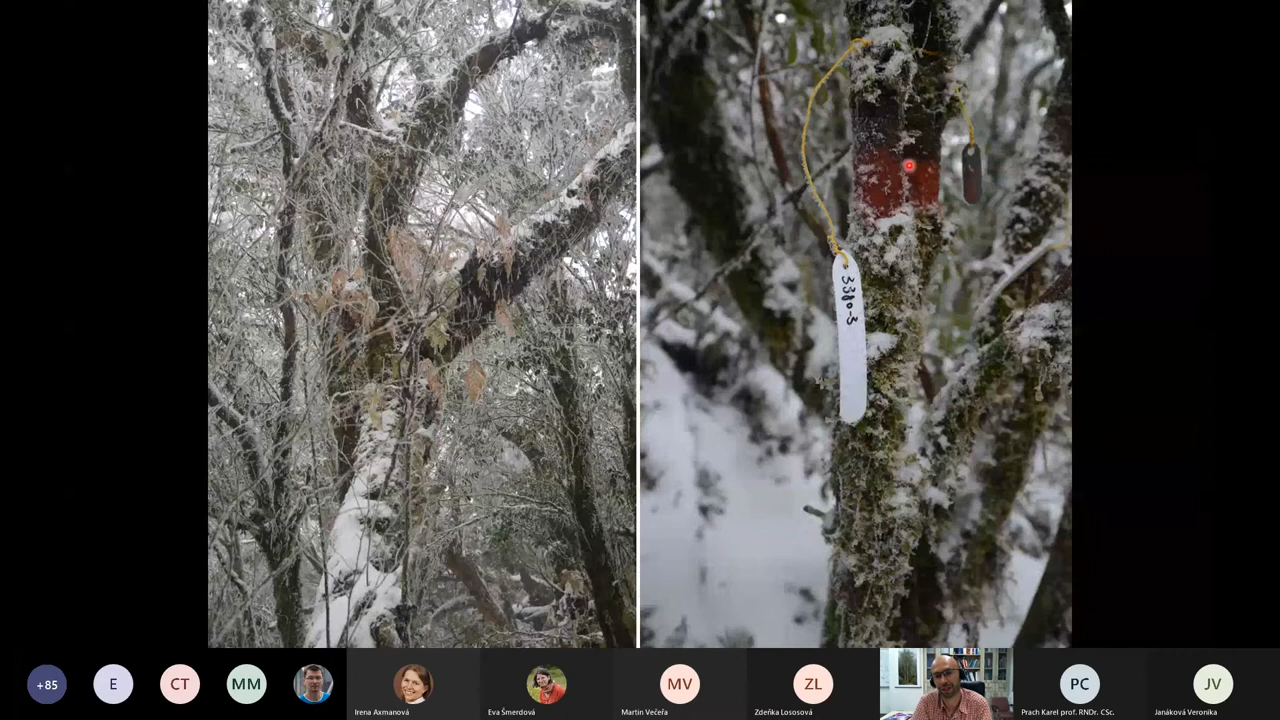 3380-3
+85
E
CT
MM
Irena Axmanová
Eva Šmerdová
MV
Martin Večeřa
ZL
Zdeňka Lososová
PC
Prach Karel prof. RNDr. CSc.
JV
Janáková Veronika